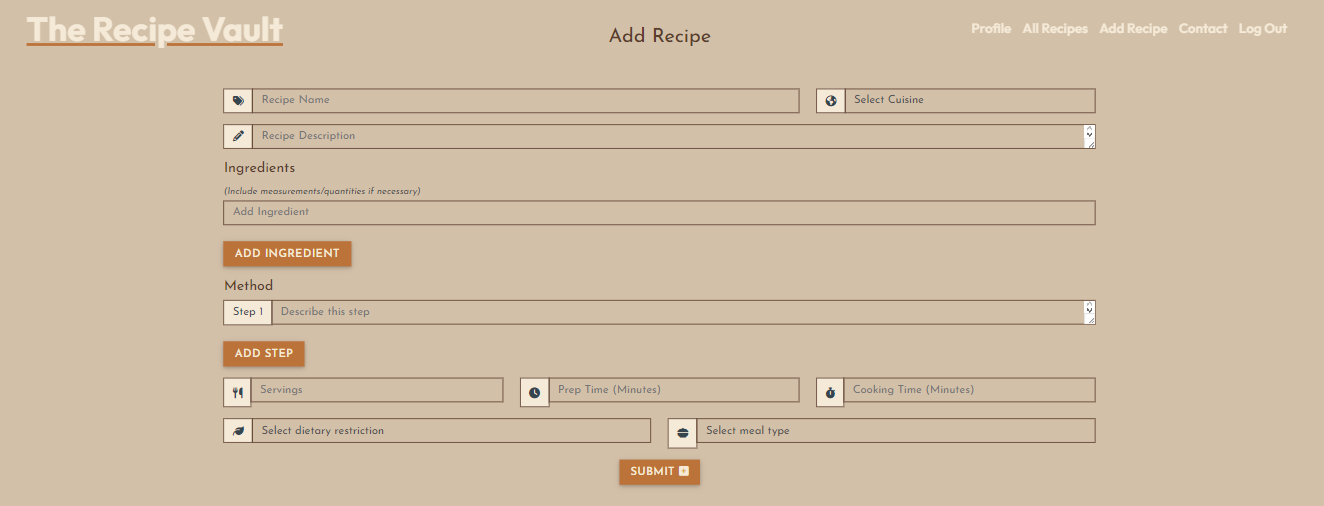 The Recipe Vault
Add Recipe
Profile All Recipes Add Recipe Contact Log Out
Recipe Name
Select Cuisine
Recipe Description
Ingredients
(Include measurements/quantities if necessary)
Add Ingredient
ADD INGREDIENT
Method
Step 1 Describe this step
ADD STEP
Servings
Prep Time (Minutes)
Cooking Time (Minutes)
Select dietary restriction
Select meal type
SUBMIT